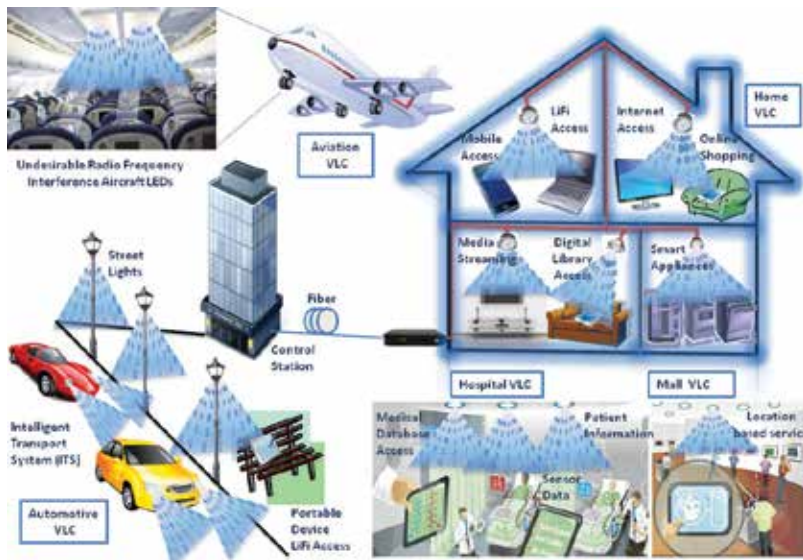 Undesirable Radio Frequency
Interference Aircraft LEDs
Aviation
VLC
Home
VLC
LiFi
Access
Mobile
Access
Internet
Access
Online
Shopping
Media
Streaming
Digital
Library
Access
Smart
Appliances
Street
Lights
Fiber
Control
Station
Intelligent
Transport
System (ITS)
Automotive
VLC
Portable
Device
LiFi Access
Hospital VLC
Medical
Database
Access
Patient
Information
Sensor
Data
Mall VLC
Location
based service